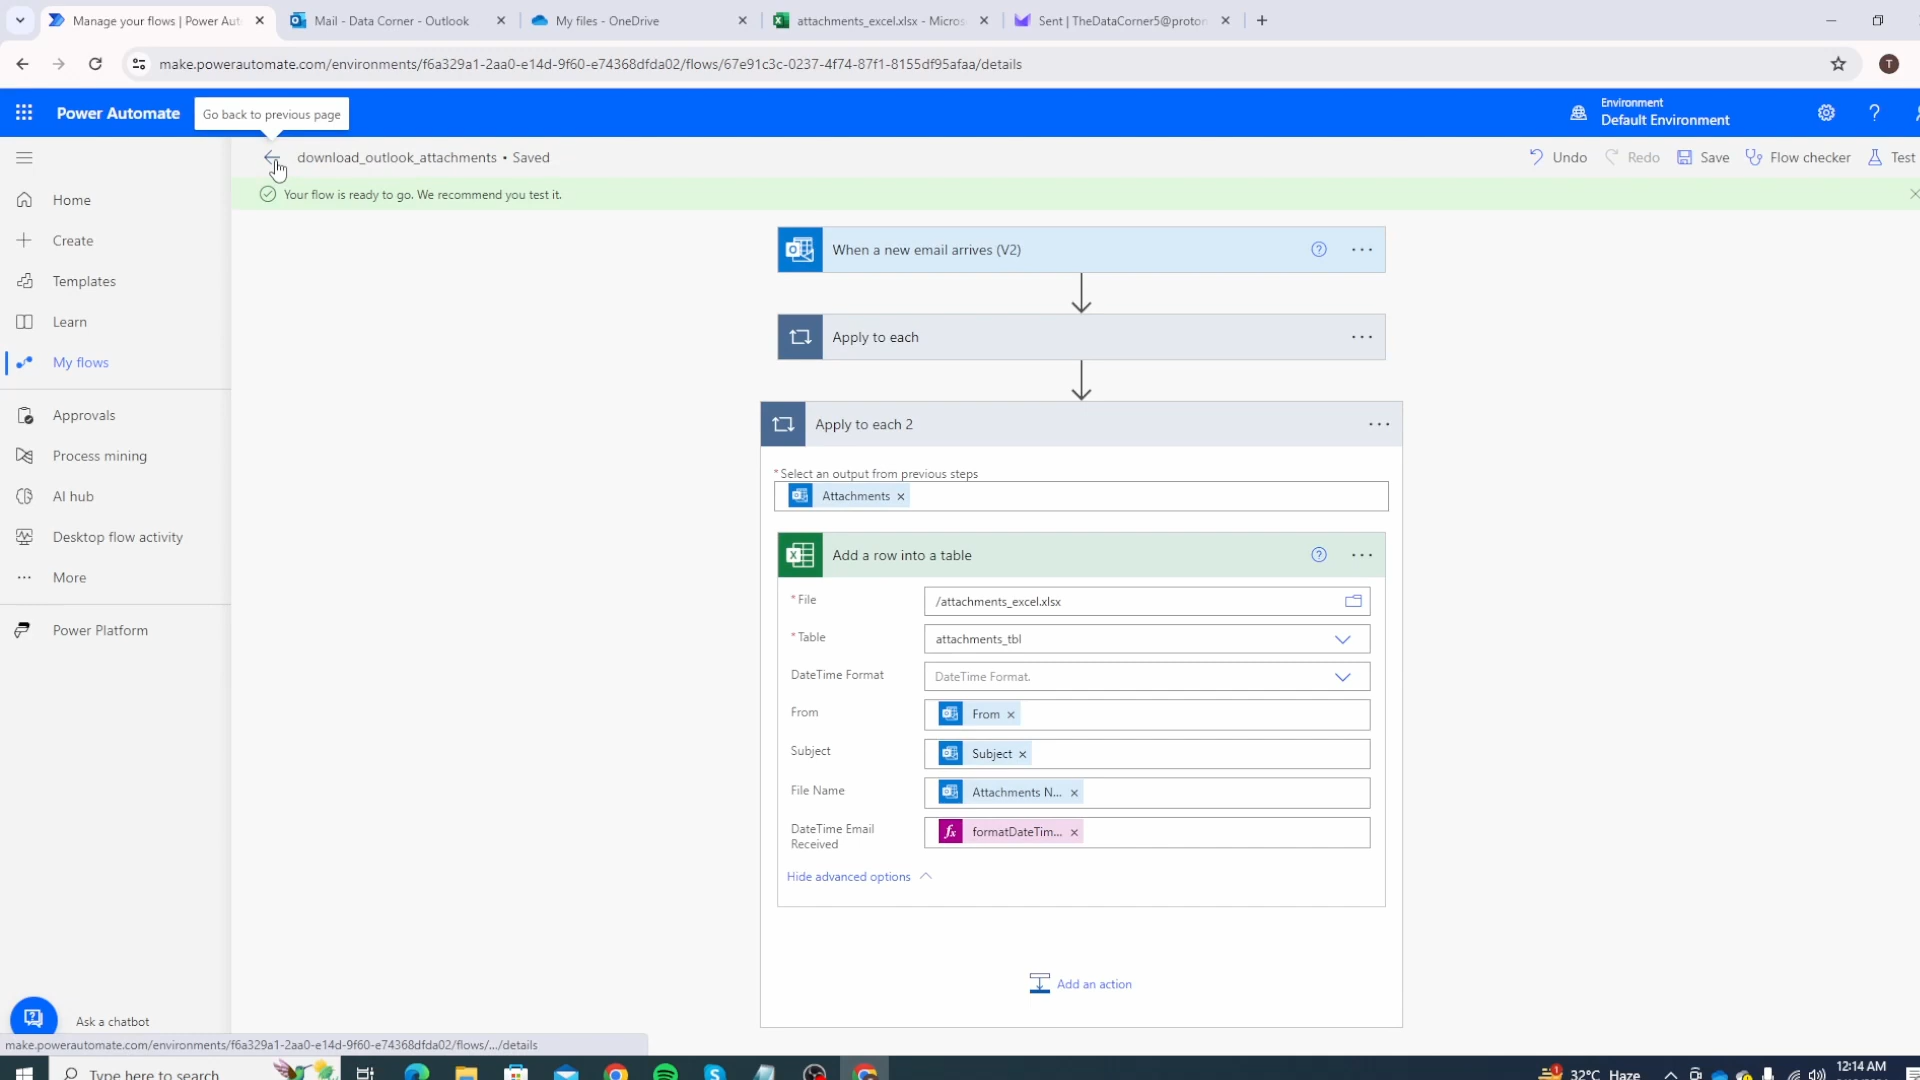 Manage your flows | Power Aut
Mail - Data Corner - Outlook
My files - OneDrive
attachments_excel.xlsx - Micros
Sent | TheDataCorner5@proton
make.powerautomate.com/environments/f6a329a1-2aa0-e14d-9f60-e74368dfda02/flows/67e91c3c-0237-4f74-87f1-8155df95afaa/details
T
Power Automate
Go back to previous page
Environment
Default Environment
download_outlook_attachments • Saved
Undo
Redo
Save
Flow checker
Test
Your flow is ready to go. We recommend you test it.
Home
Create
Templates
Learn
My flows
Approvals
Process mining
AI hub
Desktop flow activity
More
Power Platform
Ask a chatbot
When a new email arrives (V2)
Apply to each
Apply to each 2
* Select an output from previous steps
Attachments
Add a row into a table
* File
/attachments_excel.xlsx
* Table
attachments_tbl
DateTime Format
DateTime Format.
From
From
Subject
Subject
File Name
Attachments N...
DateTime Email
Received
formatDateTim...
Hide advanced options
Add an action
make.powerautomate.com/environments/f6a329a1-2aa0-e14d-9f60-e74368dfda02/flows/.../details
Type here to search
32°C Haze
12:14 AM